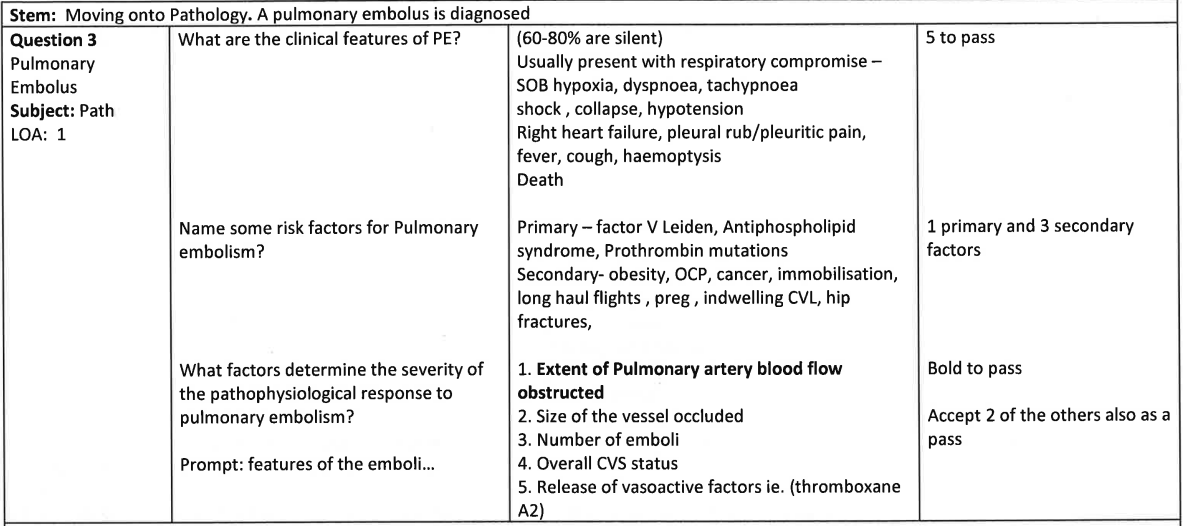 Stem: Moving onto Pathology. A pulmonary embolus is diagnosed
Question 3
Pulmonary
Embolus
Subject: Path
LOA: 1
What are the clinical features of PE?
(60-80% are silent)
Usually present with respiratory compromise –
SOB hypoxia, dyspnoea, tachypnoea
shock , collapse, hypotension
Right heart failure, pleural rub/pleuritic pain,
fever, cough, haemoptysis
Death
5 to pass
Name some risk factors for Pulmonary
embolism?
Primary – factor V Leiden, Antiphospholipid
syndrome, Prothrombin mutations
Secondary- obesity, OCP, cancer, immobilisation,
long haul flights , preg , indwelling CVL, hip
fractures,
1 primary and 3 secondary
factors
What factors determine the severity of
the pathophysiological response to
pulmonary embolism?
Prompt: features of the emboli...
1. Extent of Pulmonary artery blood flow
obstructed
2. Size of the vessel occluded
3. Number of emboli
4. Overall CVS status
5. Release of vasoactive factors ie. (thromboxane
A2)
Bold to pass
Accept 2 of the others also as a
pass